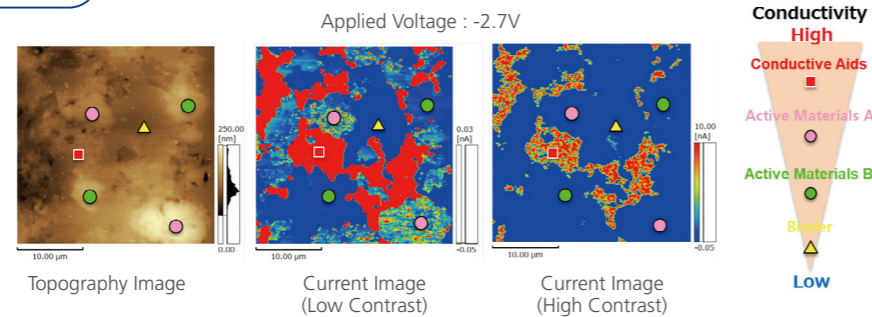 Applied Voltage : -2.7V
250.00
[nm]
0.00
10.00 µm
Topography Image
0.03
[nA]
-0.05
10.00 µm
Current Image
(Low Contrast)
10.00
[nA]
-0.05
10.00 µm
Current Image
(High Contrast)
Conductivity
High
Conductive Aids
Active Materials A
Active Materials B
Binder
Low